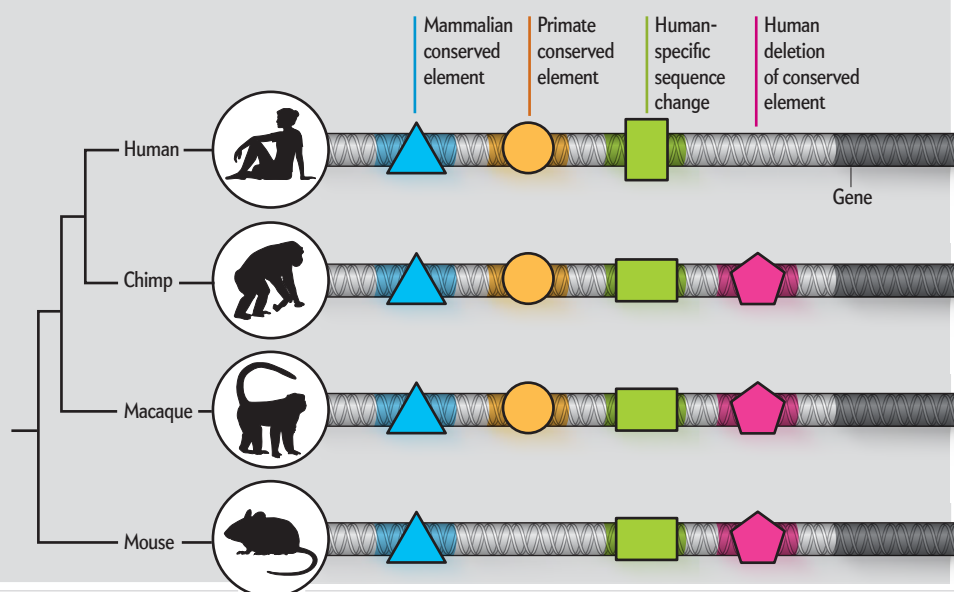 Mammalian
conserved
element
Primate
conserved
element
Human-
specific
sequence
change
Human
deletion
of conserved
element
Human
Gene
Chimp
Macaque
Mouse